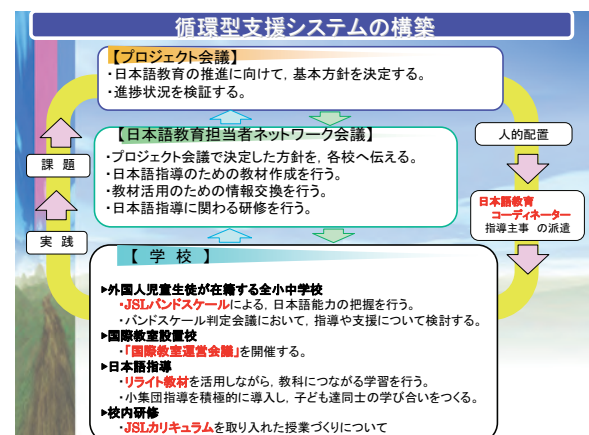 循環型支援システムの構築
【プロジェクト会議】
・日本語教育の推進に向けて，基本方針を決定する。
・進捗状況を検証する。
【日本語教育担当者ネットワーク会議】
・プロジェクト会議で決定した方針を，各校へ伝える。
・日本語指導のための教材作成を行う。
・教材活用のための情報交換を行う。
・日本語指導に関わる研修を行う。
課 題
実 践
人的配置
日本語教育
コーディネーター
指導主事 の派遣
【 学 校 】
▶外国人児童生徒が在籍する全小中学校
・JSLバンドスケールによる，日本語能力の把握を行う。
・バンドスケール判定会議において，指導や支援について検討する。
▶国際教室設置校
・「国際教室運営会議」を開催する。
▶日本語指導
・リライト教材を活用しながら，教科につながる学習を行う。
・小集団指導を積極的に導入し，子ども達同士の学び合いをつくる。
▶校内研修
・JSLカリキュラムを取り入れた授業づくりについて